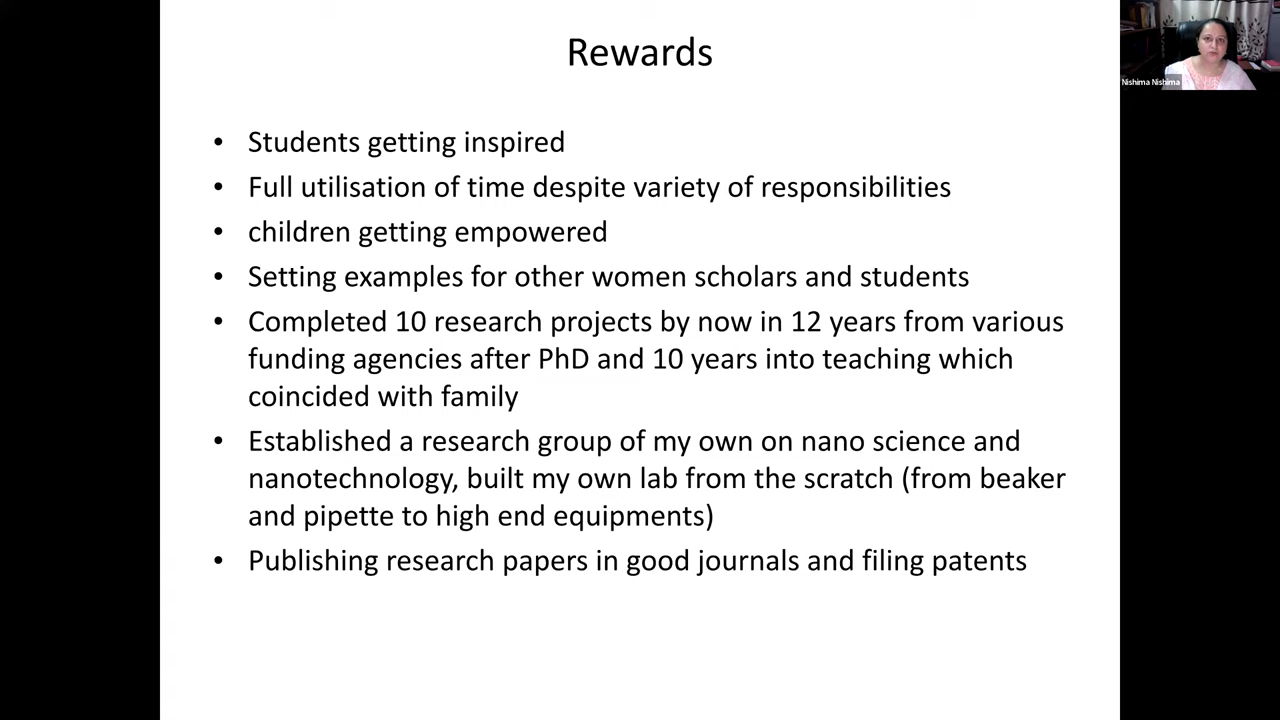 Rewards
• Students getting inspired
• Full utilisation of time despite variety of responsibilities
• children getting empowered
• Setting examples for other women scholars and students
• Completed 10 research projects by now in 12 years from various
funding agencies after PhD and 10 years into teaching which
coincided with family
• Established a research group of my own on nano science and
nanotechnology, built my own lab from the scratch (from beaker
and pipette to high end equipments)
• Publishing research papers in good journals and filing patents
Nishima Nishima